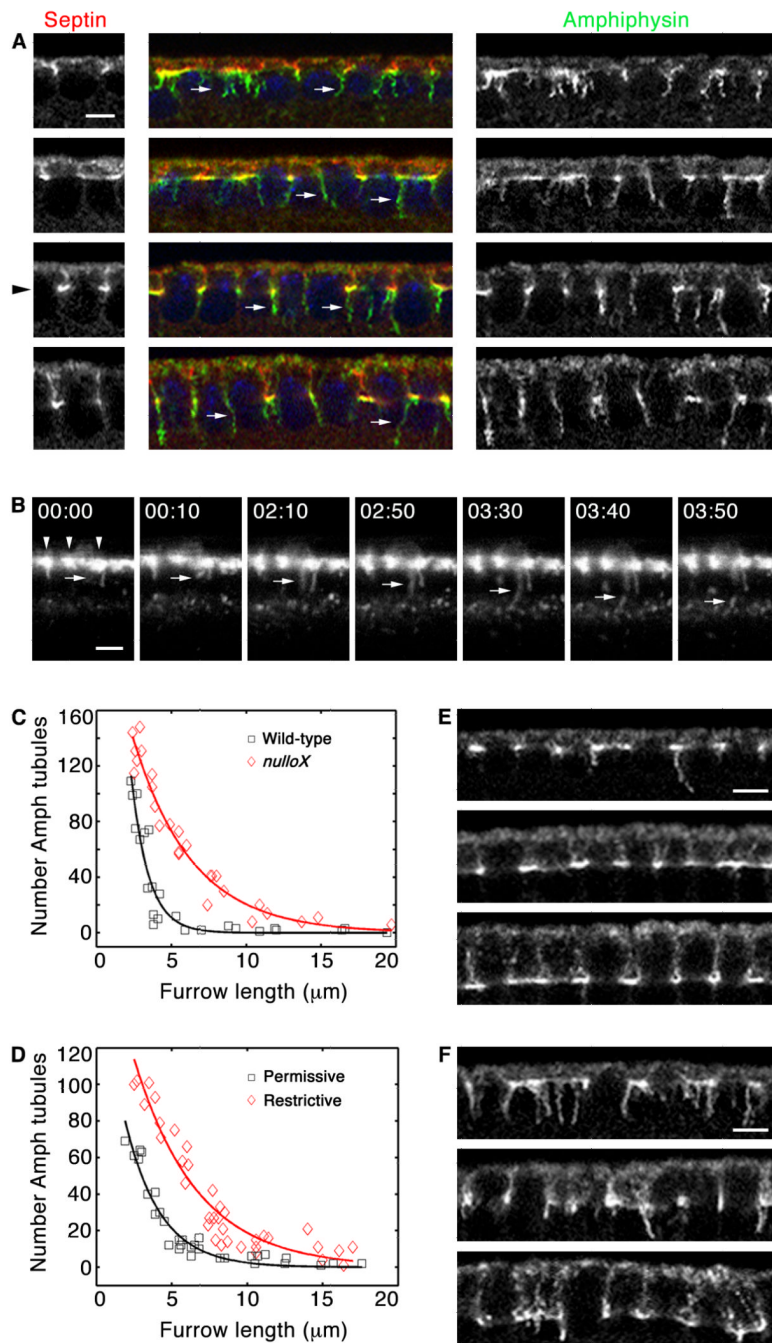 Septin
Amphiphysin
A
B
00:00
00:10
02:10
02:50
03:30
03:40
03:50
C
Number Amph tubules
160
120
80
40
0
0
5
10
15
20
Furrow length (μm)
Wild-type
nulloX
D
Number Amph tubules
120
100
80
60
40
20
0
0
5
10
15
20
Furrow length (μm)
Permissive
Restrictive
E
F